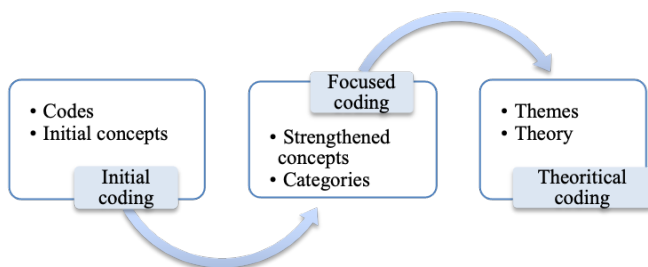 • Codes
• Initial concepts
Initial
coding
Focused
coding
• Strengthened
concepts
• Categories
• Themes
• Theory
Theoritical
coding